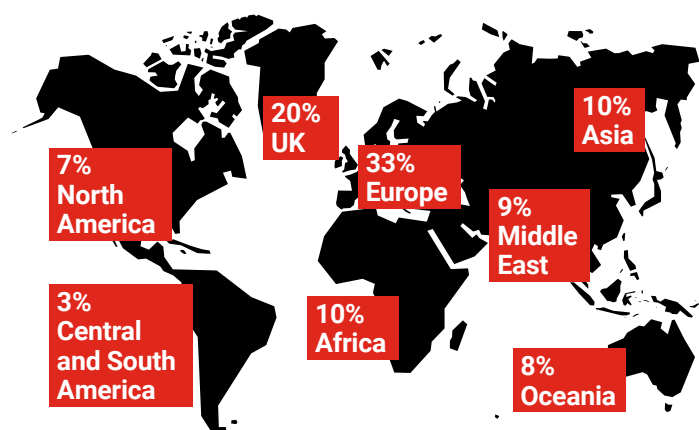 20%
UK
10%
Asia
33%
Europe
7%
North
America
9%
Middle
East
3%
Central
and South
America
10%
Africa
8%
Oceania